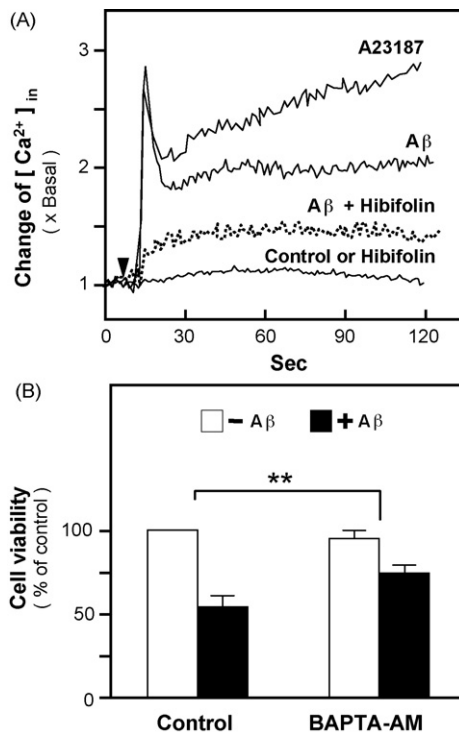 (A)
3
2
1
Change of [ Ca²⁺ ] in
( x Basal )
A23187
Aβ
Aβ + Hibifolin
Control or Hibifolin
0 30 60 90 120
Sec
(B)
− Aβ + Aβ
**
100
50
0
Cell viability
( % of control )
Control BAPTA-AM